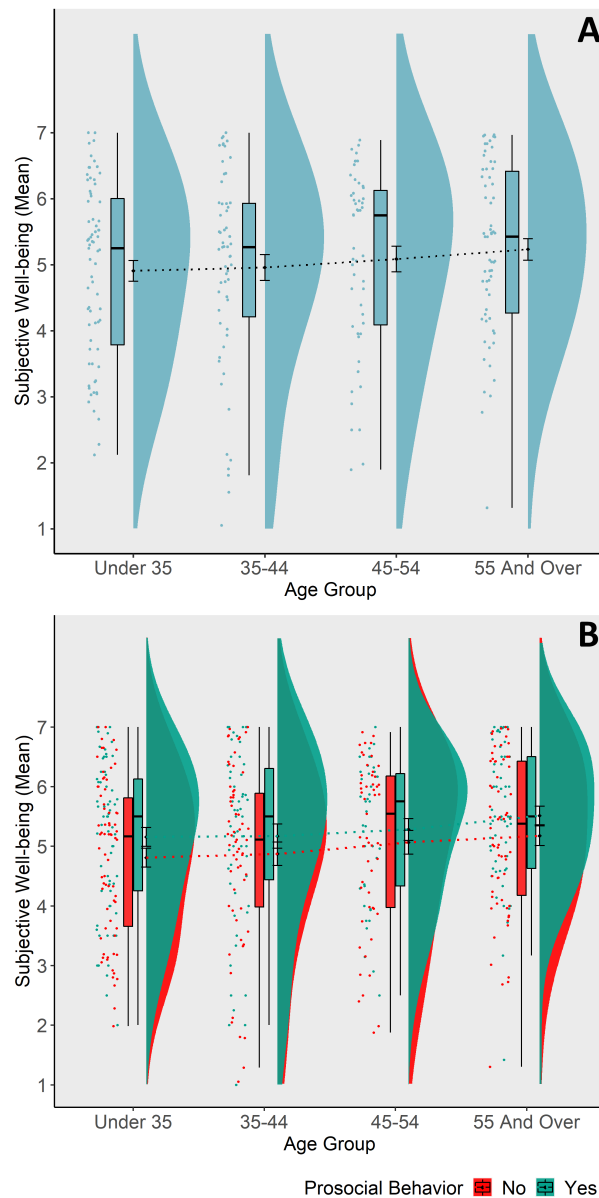 A
Subjective Well-being (Mean)
7
6
5
4
3
2
1
Under 35 35-44 45-54 55 And Over
Age Group
B
Subjective Well-being (Mean)
7
6
5
4
3
2
1
Under 35 35-44 45-54 55 And Over
Age Group
Prosocial Behavior No Yes